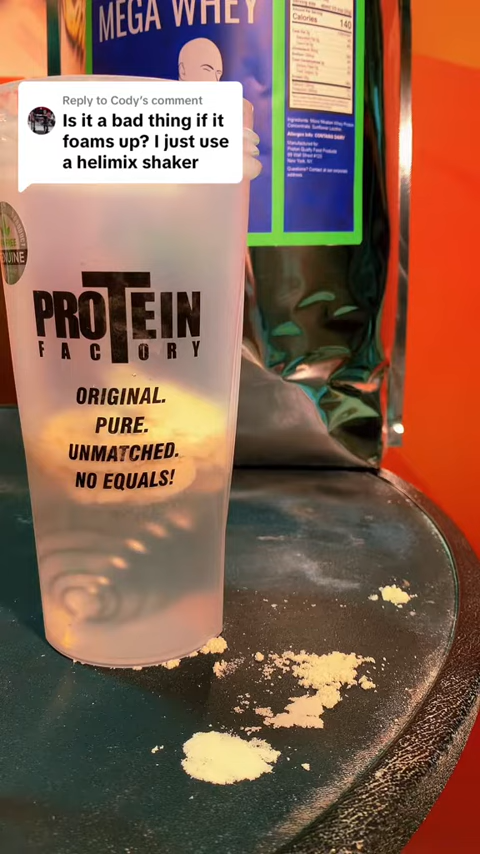 MEGA WHEY
Calories 140
Reply to Cody's comment
Is it a bad thing if it
foams up? I just use
a helimix shaker
PROTEIN
FACTORY
ORIGINAL.
PURE.
UNMATCHED.
NO EQUALS!